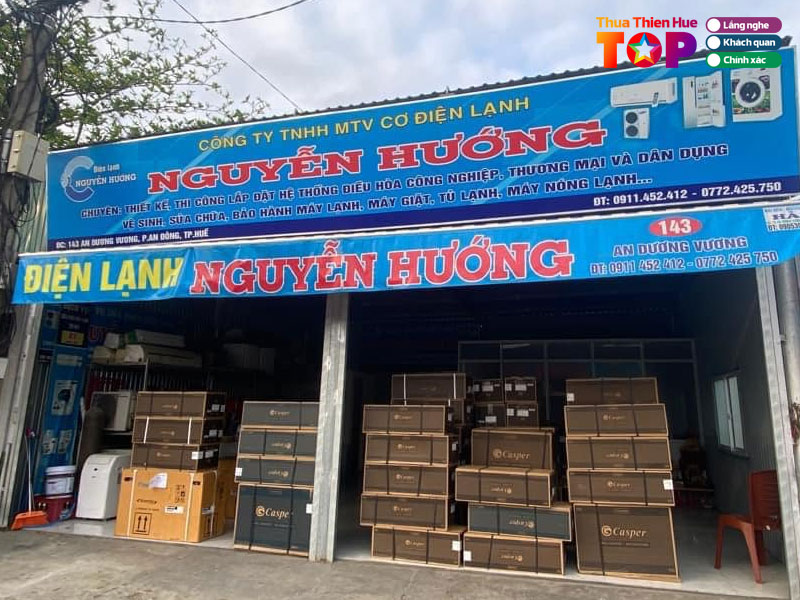 Thua Thien Hue
TOP
Lắng nghe
Khách quan
Chính xác
CÔNG TY TNHH MTV CƠ ĐIỆN LẠNH
Điện lạnh
NGUYỄN HƯỚNG
NGUYỄN HƯỚNG
CHUYÊN: THIẾT KẾ, THI CÔNG LẮP ĐẶT HỆ THỐNG ĐIỀU HÒA CÔNG NGHIỆP, THƯƠNG MẠI VÀ DÂN DỤNG
VỆ SINH, SỬA CHỮA, BẢO HÀNH MÁY LẠNH, MÁY GIẶT, TỦ LẠNH, MÁY NÓNG LẠNH...
ĐC: 143 AN DƯƠNG VƯƠNG, P.AN ĐÔNG, TP.HUẾ
ĐT: 0911.452.412 - 0772.425.750
ĐIỆN LẠNH NGUYỄN HƯỚNG
143
AN DƯƠNG VƯƠNG
ĐT: 0911 452 412 - 0772 425 750
Casper
Casper
Casper
Casper
Casper